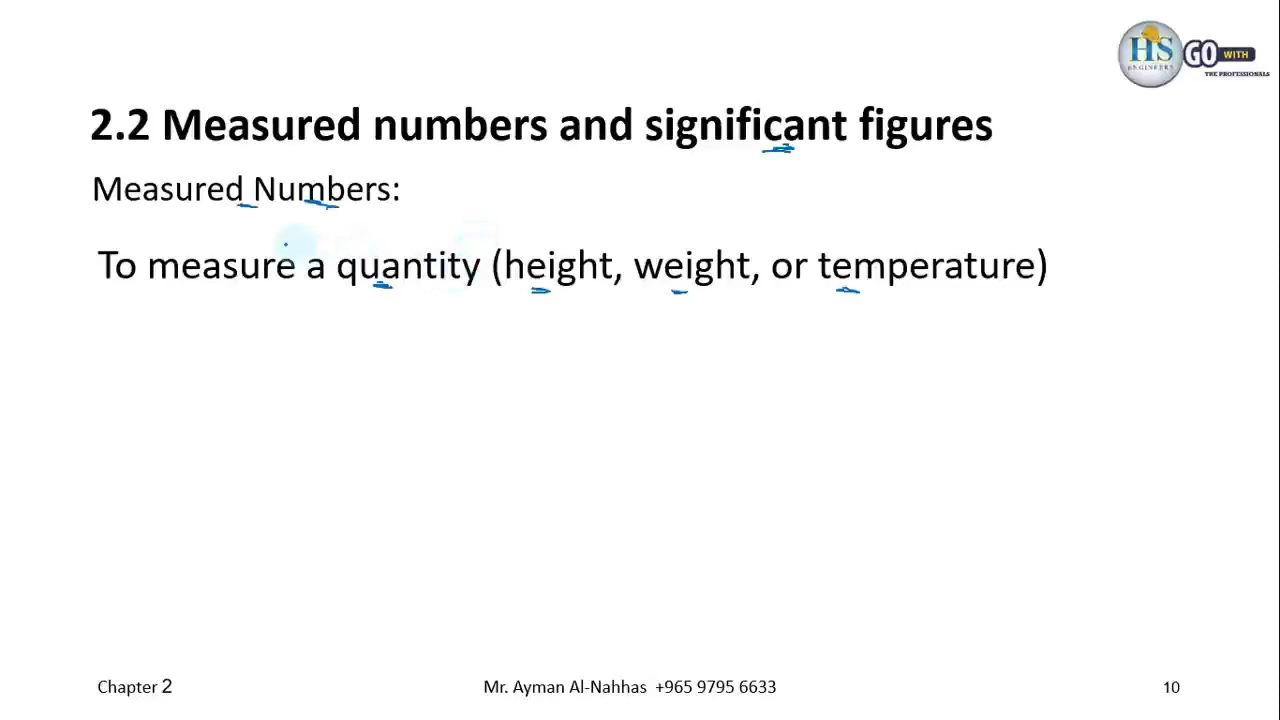 HS
ENGINEERS
GO WITH
THE PROFESSIONALS
2.2 Measured numbers and significant figures
Measured Numbers:
To measure a quantity (height, weight, or temperature)
Chapter 2
Mr. Ayman Al-Nahhas +965 9795 6633
10